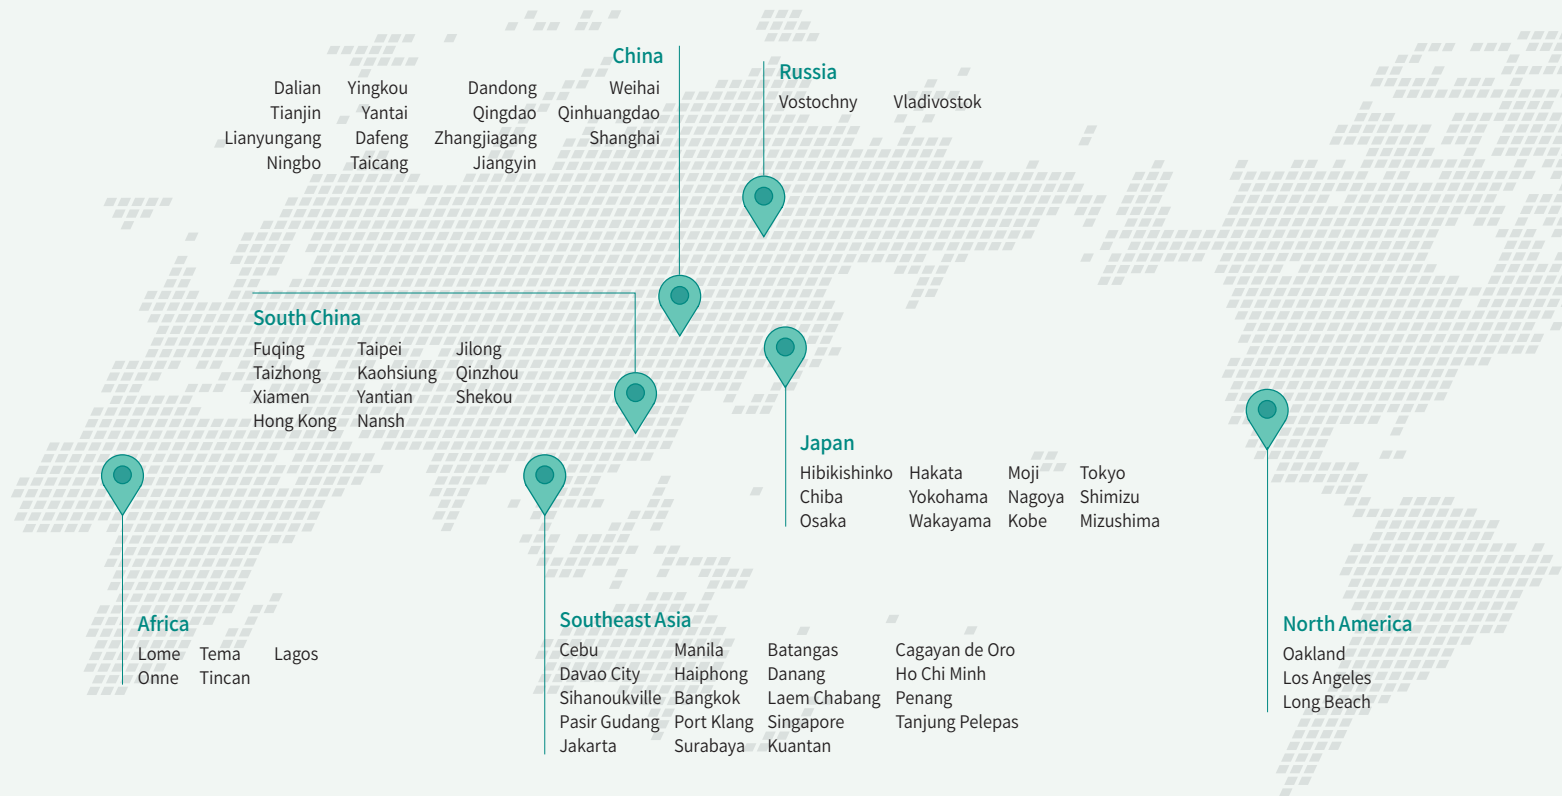 China
Dalian Yingkou Dandong Weihai
Tianjin Yantai Qingdao Qinhuangdao
Lianyungang Dafeng Zhangjiagang Shanghai
Ningbo Taicang Jiangyin
Russia
Vostochny Vladivostok
South China
Fuqing Taipei Jilong
Taizhong Kaohsiung Qinzhou
Xiamen Yantian Shekou
Hong Kong Nansh
Japan
Hibikishinko Hakata Moji Tokyo
Chiba Yokohama Nagoya Shimizu
Osaka Wakayama Kobe Mizushima
Africa
Lome Tema Lagos
Onne Tincan
Southeast Asia
Cebu Manila Batangas Cagayan de Oro
Davao City Haiphong Danang Ho Chi Minh
Sihanoukville Bangkok Laem Chabang Penang
Pasir Gudang Port Klang Singapore Tanjung Pelepas
Jakarta Surabaya Kuantan
North America
Oakland
Los Angeles
Long Beach